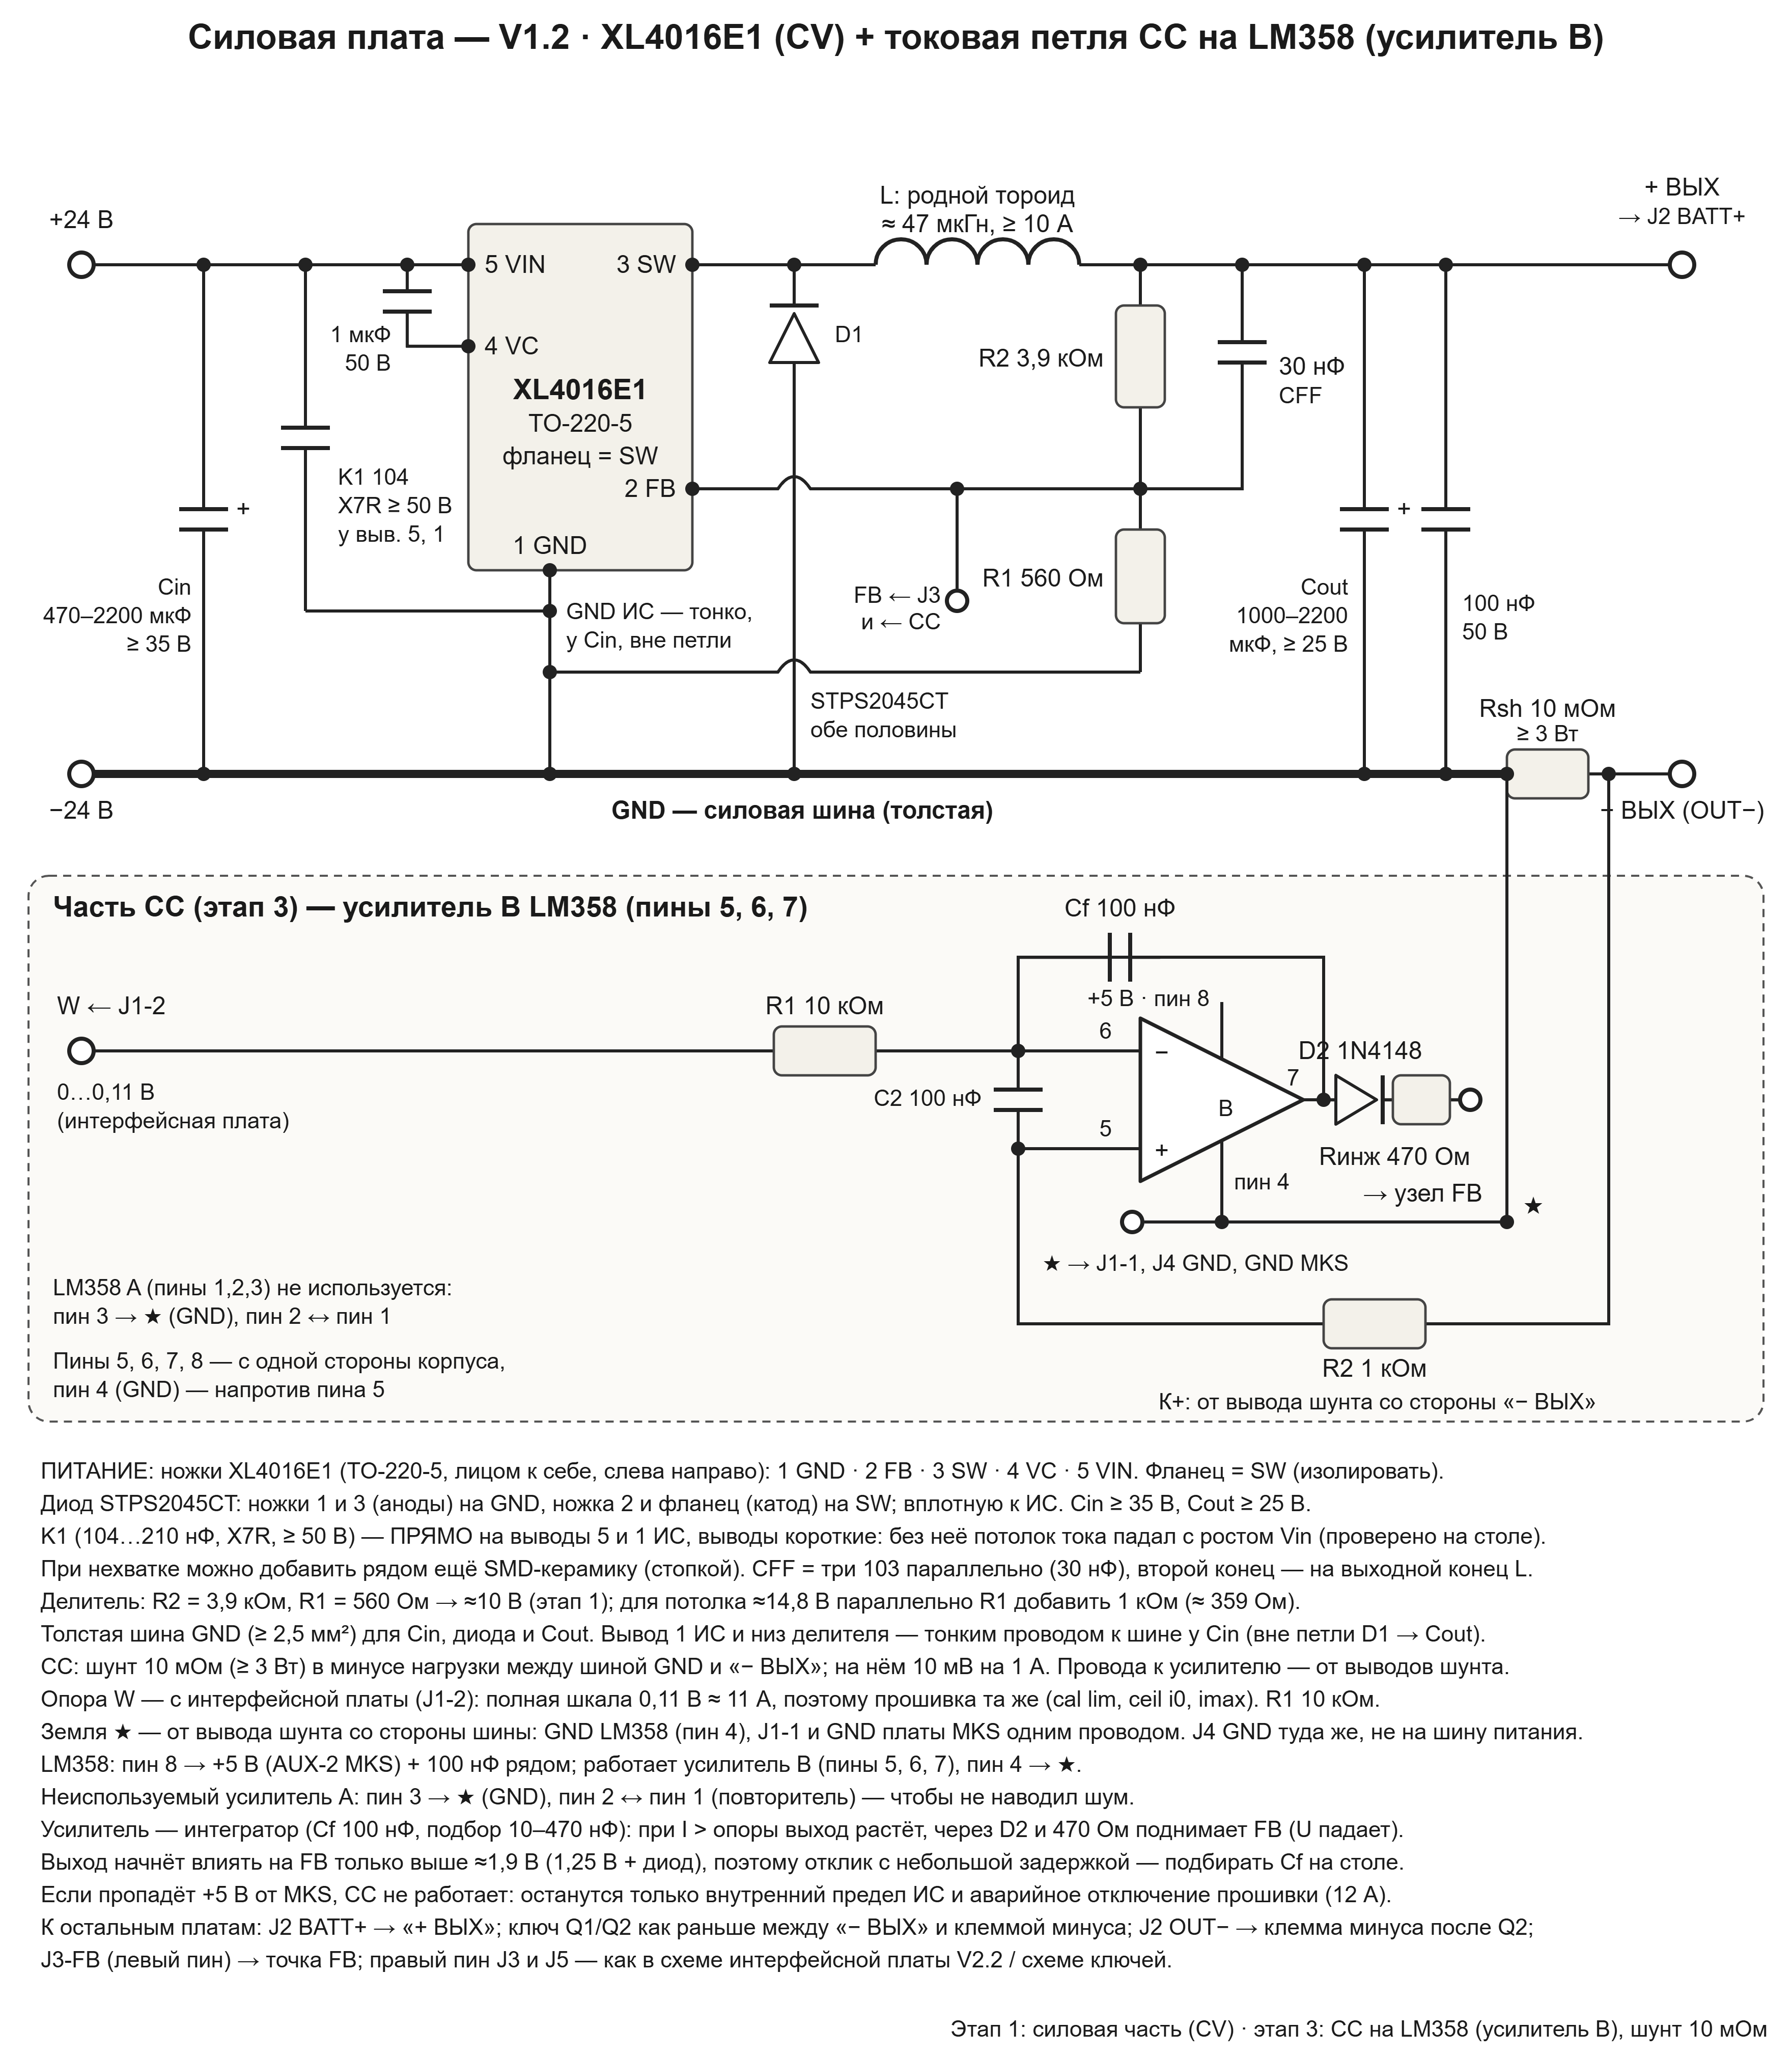 Силовая плата — V1.2 · XL4016E1 (CV) + токовая петля CC на LM358 (усилитель B)
L: родной тороид
≈ 47 мкГн, ≥ 10 А
+ ВЫХ
→ J2 BATT+
+24 В
5 VIN
3 SW
1 мкФ
50 В
4 VC
D1
XL4016E1
TO-220-5
фланец = SW
2 FB
R2 3,9 кОм
30 нФ
CFF
K1 104
X7R ≥ 50 В
у выв. 5, 1
+
+
1 GND
Cin
470–2200 мкФ
≥ 35 В
GND ИС — тонко,
у Cin, вне петли
FB ← J3
и ← CC
R1 560 Ом
Cout
1000–2200
мкФ, ≥ 25 В
100 нФ
50 В
STPS2045CT
обе половины
Rsh 10 мОм
≥ 3 Вт
−24 В
GND — силовая шина (толстая)
− ВЫХ (OUT−)
Часть CC (этап 3) — усилитель B LM358 (пины 5, 6, 7)
Cf 100 нФ
W ← J1-2
R1 10 кОм
+5 В · пин 8
6
−
D2 1N4148
7
0…0,11 В
(интерфейсная плата)
C2 100 нФ
B
5
+
Rинж 470 Ом
пин 4
→ узел FB
★
★ → J1-1, J4 GND, GND MKS
LM358 A (пины 1,2,3) не используется:
пин 3 → ★ (GND), пин 2 ↔ пин 1
Пины 5, 6, 7, 8 — с одной стороны корпуса,
пин 4 (GND) — напротив пина 5
R2 1 кОм
К+: от вывода шунта со стороны «− ВЫХ»
ПИТАНИЕ: ножки XL4016E1 (TO-220-5, лицом к себе, слева направо): 1 GND · 2 FB · 3 SW · 4 VC · 5 VIN. Фланец = SW (изолировать).
Диод STPS2045CT: ножки 1 и 3 (аноды) на GND, ножка 2 и фланец (катод) на SW; вплотную к ИС. Cin ≥ 35 В, Cout ≥ 25 В.
K1 (104…210 нФ, X7R, ≥ 50 В) — ПРЯМО на выводы 5 и 1 ИС, выводы короткие: без неё потолок тока падал с ростом Vin (проверено на столе).
При нехватке можно добавить рядом ещё SMD-керамику (стопкой). CFF = три 103 параллельно (30 нФ), второй конец — на выходной конец L.
Делитель: R2 = 3,9 кОм, R1 = 560 Ом → ≈10 В (этап 1); для потолка ≈14,8 В параллельно R1 добавить 1 кОм (≈ 359 Ом).
Толстая шина GND (≥ 2,5 мм²) для Cin, диода и Cout. Вывод 1 ИС и низ делителя — тонким проводом к шине у Cin (вне петли D1 → Cout).
CC: шунт 10 мОм (≥ 3 Вт) в минусе нагрузки между шиной GND и «− ВЫХ»; на нём 10 мВ на 1 А. Провода к усилителю — от выводов шунта.
Опора W — с интерфейсной платы (J1-2): полная шкала 0,11 В ≈ 11 А, поэтому прошивка та же (cal lim, ceil i0, imax). R1 10 кОм.
Земля ★ — от вывода шунта со стороны шины: GND LM358 (пин 4), J1-1 и GND платы MKS одним проводом. J4 GND туда же, не на шину питания.
LM358: пин 8 → +5 В (AUX-2 MKS) + 100 нФ рядом; работает усилитель B (пины 5, 6, 7), пин 4 → ★.
Неиспользуемый усилитель A: пин 3 → ★ (GND), пин 2 ↔ пин 1 (повторитель) — чтобы не наводил шум.
Усилитель — интегратор (Cf 100 нФ, подбор 10–470 нФ): при I > опоры выход растёт, через D2 и 470 Ом поднимает FB (U падает).
Выход начнёт влиять на FB только выше ≈1,9 В (1,25 В + диод), поэтому отклик с небольшой задержкой — подбирать Cf на столе.
Если пропадёт +5 В от MKS, CC не работает: останутся только внутренний предел ИС и аварийное отключение прошивки (12 А).
К остальным платам: J2 BATT+ → «+ ВЫХ»; ключ Q1/Q2 как раньше между «− ВЫХ» и клеммой минуса; J2 OUT− → клемма минуса после Q2;
J3-FB (левый пин) → точка FB; правый пин J3 и J5 — как в схеме интерфейсной платы V2.2 / схеме ключей.
Этап 1: силовая часть (CV) · этап 3: CC на LM358 (усилитель B), шунт 10 мОм